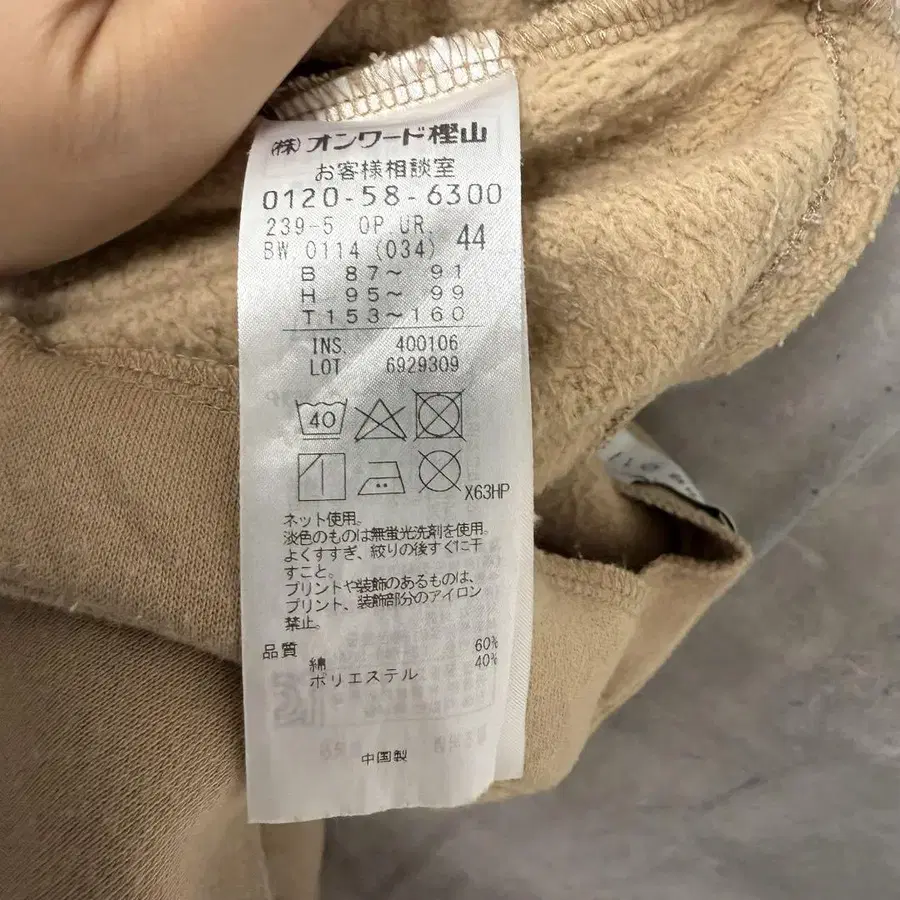 (株)オンワード樫山
お客様相談室
0120-58-6300
239-5 OP.UR.
BW.0114(034) 44
B 87~ 91
H 95~ 99
T153~160
INS. 400106
LOT 6929309
40
X63HP
ネット使用。
淡色のものは無蛍光洗剤を使用。
よくすすぎ、絞りの後すぐに干
すこと。
プリントや装飾のあるものは、
プリント、装飾部分のアイロン
禁止。
品質
綿 60%
ポリエステル 40%
中国製